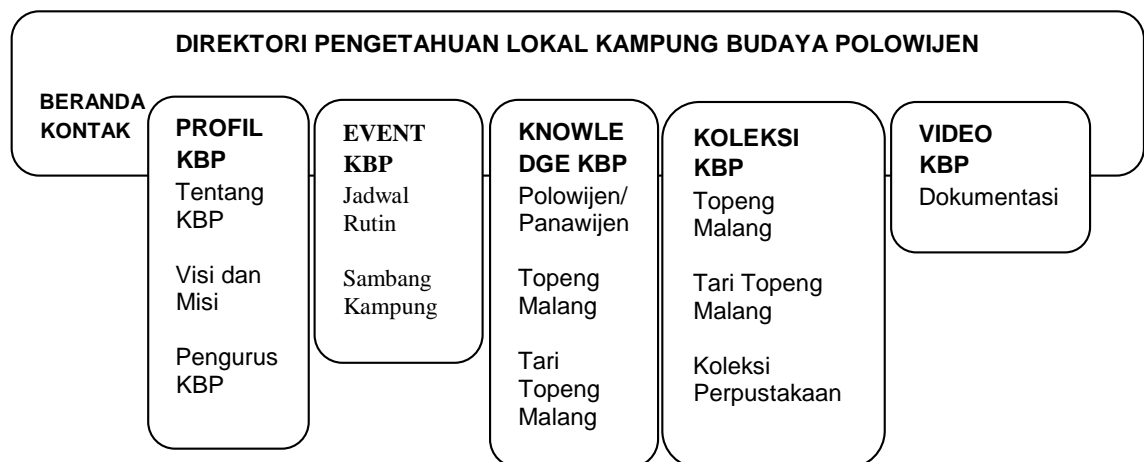 DIREKTORI PENGETAHUAN LOKAL KAMPUNG BUDAYA POLOWIJEN
BERANDA
KONTAK
PROFIL
KBP
Tentang
KBP
Visi dan
Misi
Pengurus
KBP
EVENT
KBP
Jadwal
Rutin
Sambang
Kampung
KNOWLE
DGE KBP
Polowijen/
Panawijen
Topeng
Malang
Tari
Topeng
Malang
KOLEKSI
KBP
Topeng
Malang
Tari Topeng
Malang
Koleksi
Perpustakaan
VIDEO
KBP
Dokumentasi